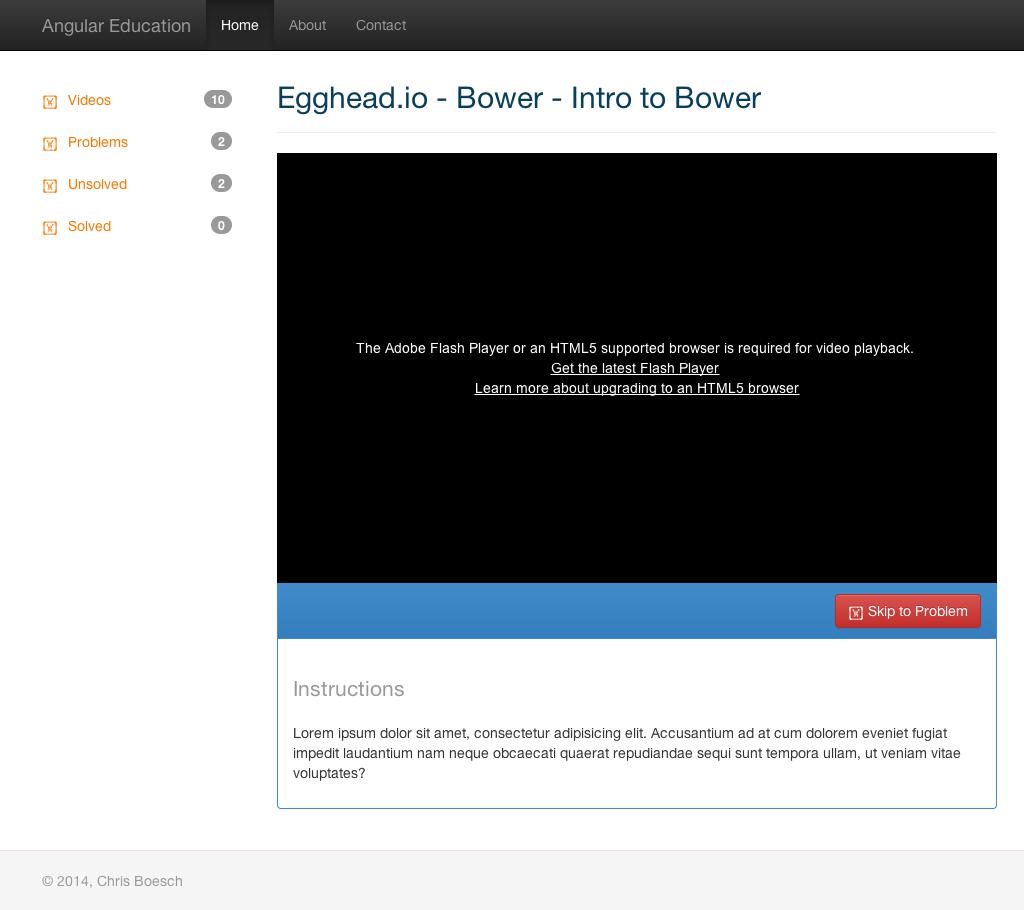 Angular Education
Home
About
Contact
Videos
10
Problems
2
Unsolved
2
Solved
0
Egghead.io - Bower - Intro to Bower
The Adobe Flash Player or an HTML5 supported browser is required for video playback.
Get the latest Flash Player
Learn more about upgrading to an HTML5 browser
Skip to Problem
Instructions
Lorem ipsum dolor sit amet, consectetur adipisicing elit. Accusantium ad at cum dolorem eveniet fugiat
impedit laudantium nam neque obcaecati quaerat repudiandae sequi sunt tempora ullam, ut veniam vitae
voluptates?
© 2014, Chris Boesch